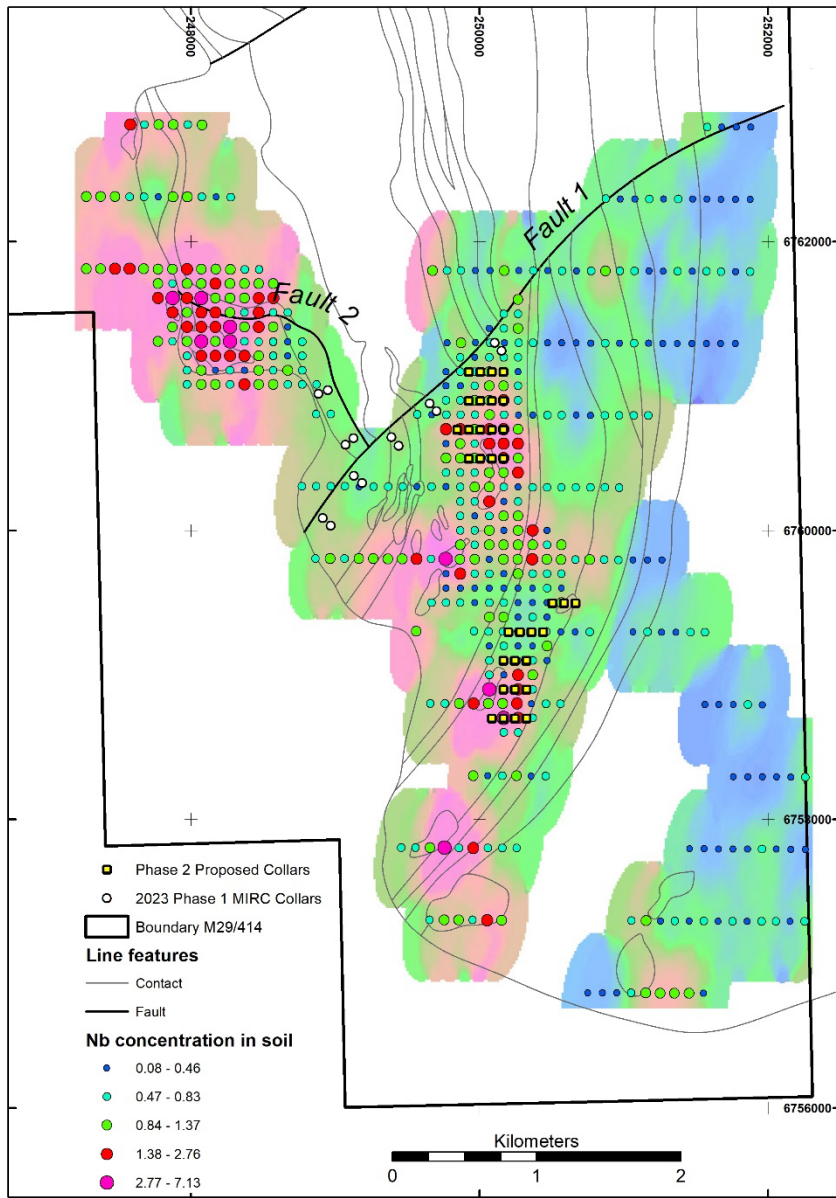 248000
250000
252000
6762000
6760000
6758000
6756000
Fault 1
Fault 2
Phase 2 Proposed Collars
2023 Phase 1 MIRC Collars
Boundary M29/414
Line features
Contact
Fault
Nb concentration in soil
0.08 - 0.46
0.47 - 0.83
0.84 - 1.37
1.38 - 2.76
2.77 - 7.13
Kilometers
0 1 2